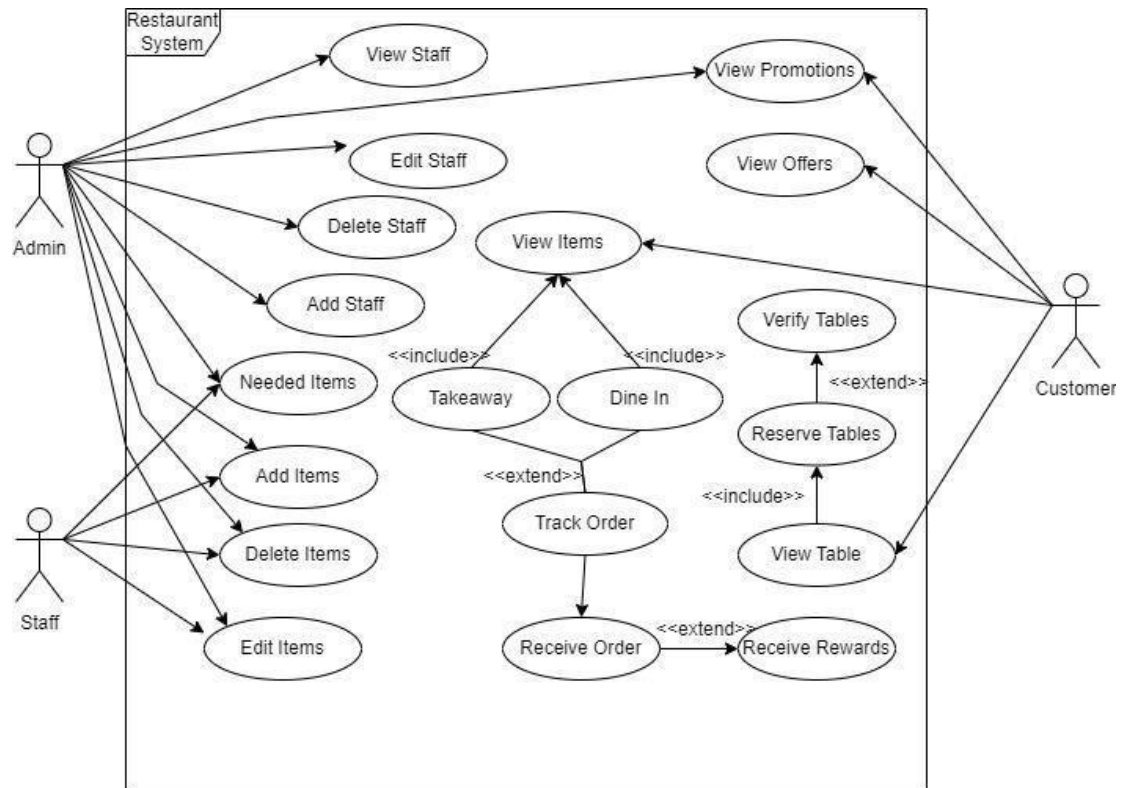 Restaurant
System
View Staff
View Promotions
Edit Staff
View Offers
Admin
Delete Staff
View Items
Add Staff
Verify Tables
<<include>>
<<include>>
Needed Items
Takeaway
Dine In
<<extend>>
Customer
Reserve Tables
Add Items
<<extend>>
<<include>>
Track Order
Delete Items
View Table
Staff
<<extend>>
Edit Items
Receive Order
Receive Rewards